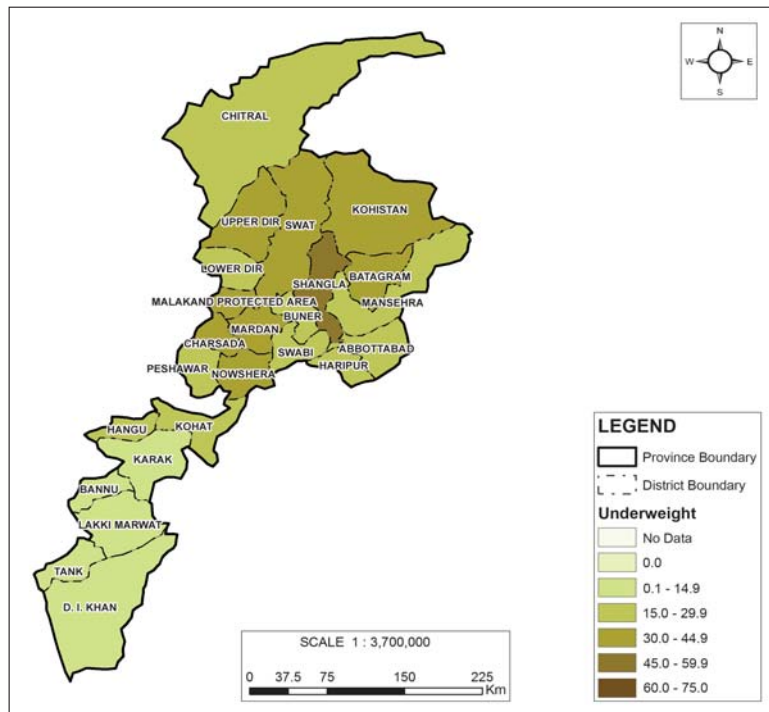 N
W E
S
CHITRAL
KOHISTAN
UPPER DIR
SWAT
LOWER DIR
BATAGRAM
SHANGLA
MALAKAND PROTECTED AREA
MANSEHRA
BUNER
MARDAN
CHARSADA
SWABI
ABBOTTABAD
PESHAWAR
NOWSHERA
HARIPUR
HANGU
KOHAT
KARAK
BANNU
LAKKI MARWAT
TANK
D. I. KHAN
LEGEND
Province Boundary
District Boundary
Underweight
No Data
0.0
0.1 - 14.9
15.0 - 29.9
30.0 - 44.9
45.0 - 59.9
60.0 - 75.0
SCALE 1 : 3,700,000
0 37.5 75 150 225
Km